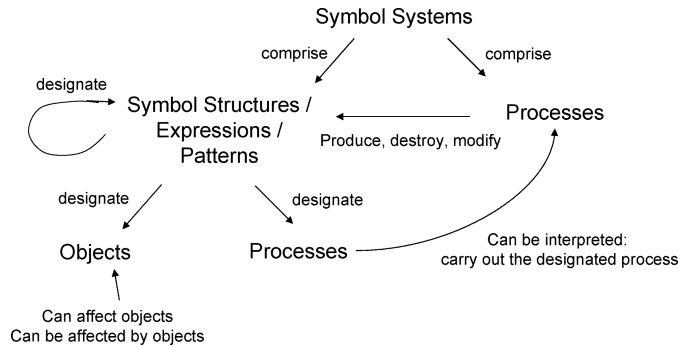 Symbol Systems
comprise
comprise
designate
Symbol Structures /
Expressions /
Patterns
Processes
Produce, destroy, modify
designate
designate
Objects
Processes
Can be interpreted:
carry out the designated process
Can affect objects
Can be affected by objects